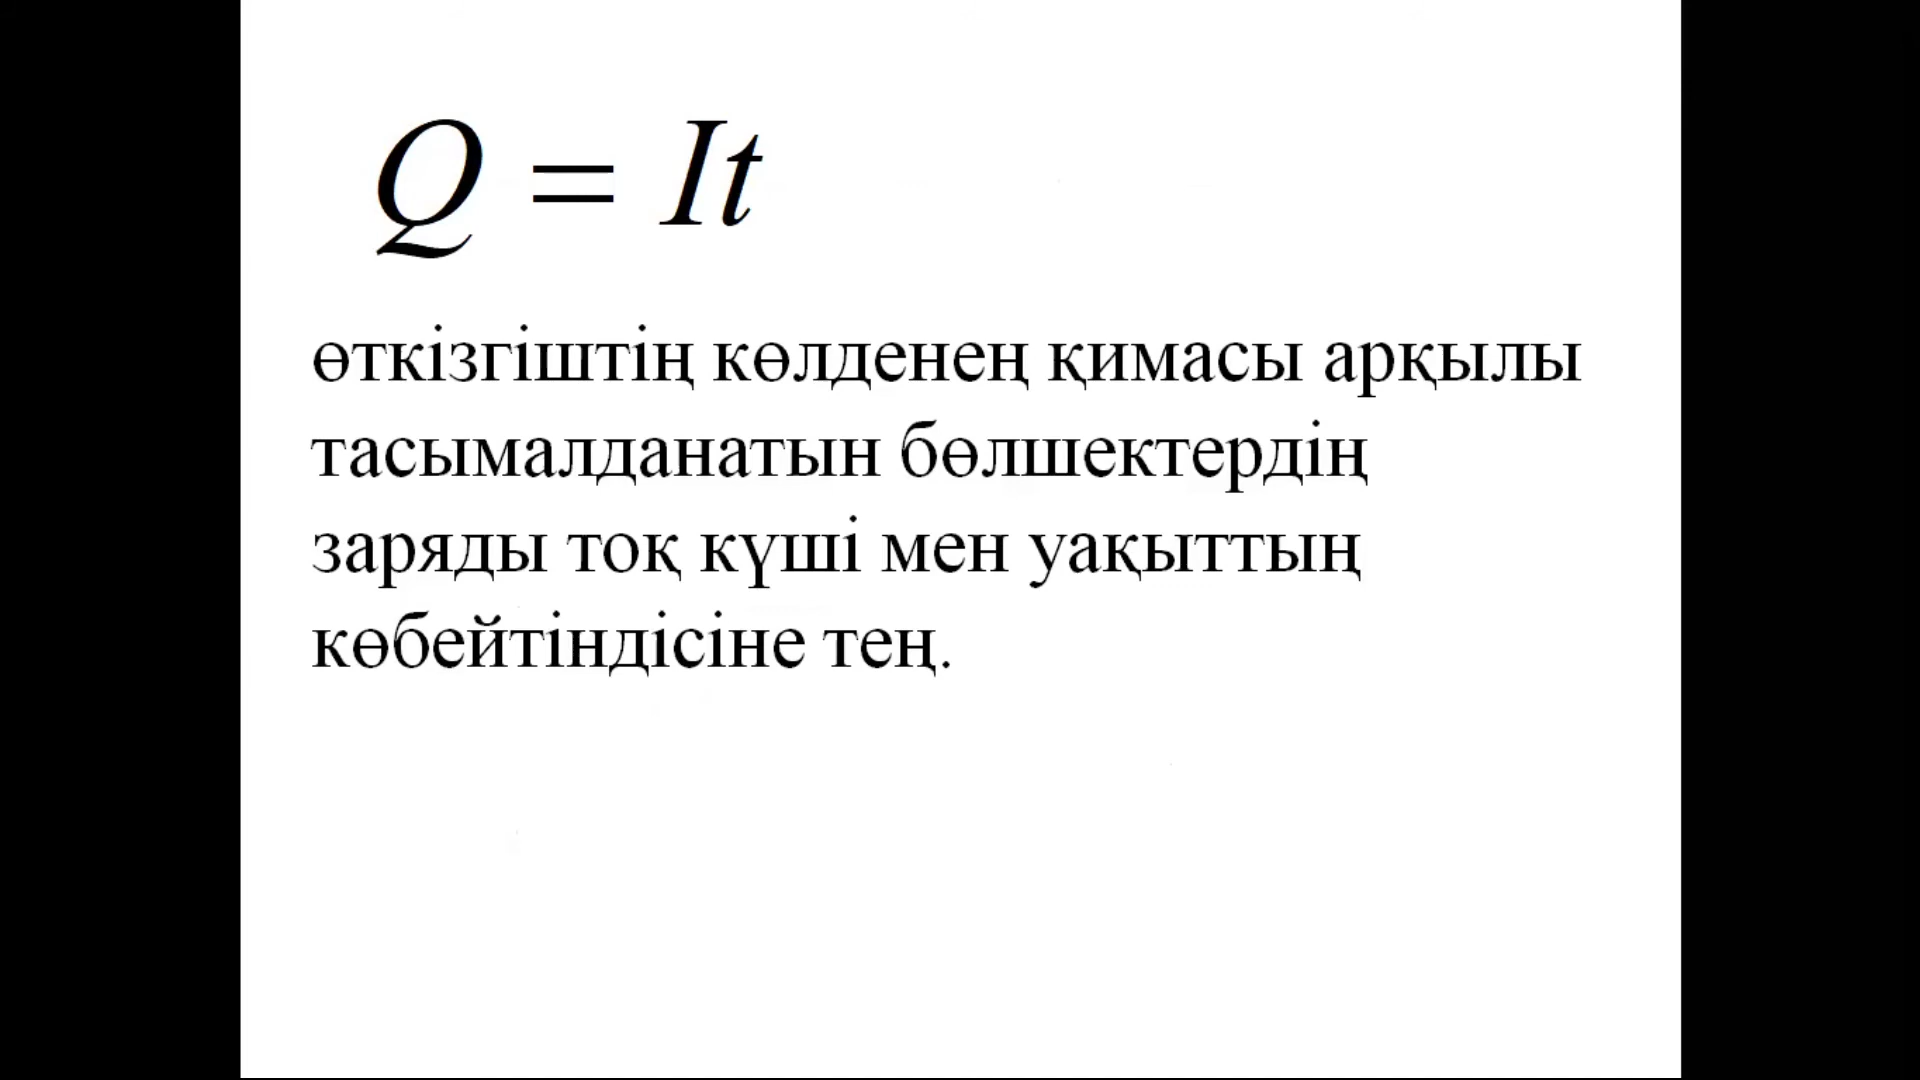 Q = It
өткізгіштің көлденең қимасы арқылы
тасымалданатын бөлшектердің
заряды тоқ күші мен уақыттың
көбейтіндісіне тең.